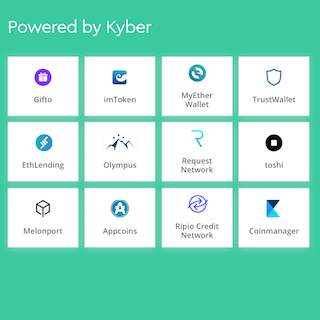 Powered by Kyber
Gifto
imToken
MyEther
Wallet
TrustWallet
EthLending
Olympus
Request
Network
toshi
Melonport
Appcoins
Ripio Credit
Network
Coinmanager